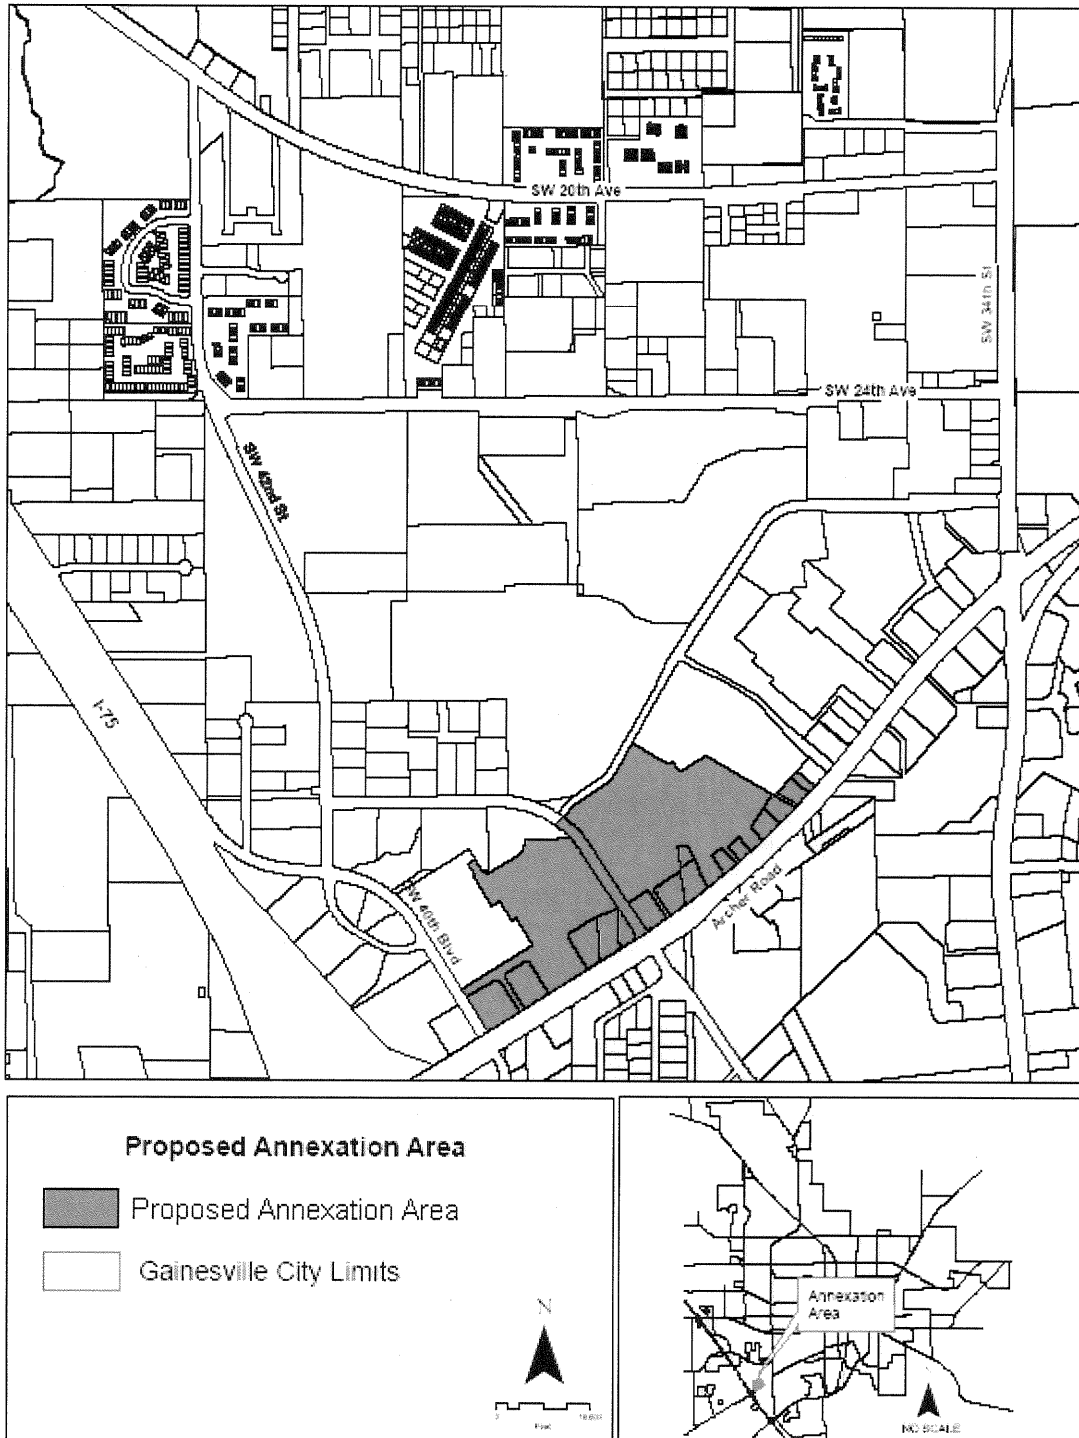 SW 20th Ave
SW 34th St
SW 24th Ave
SW 42nd St
I-75
SW 40th Blvd
Archer Road
Proposed Annexation Area
Proposed Annexation Area
Gainesville City Limits
N
Feet
Annexation
Area
NO SCALE